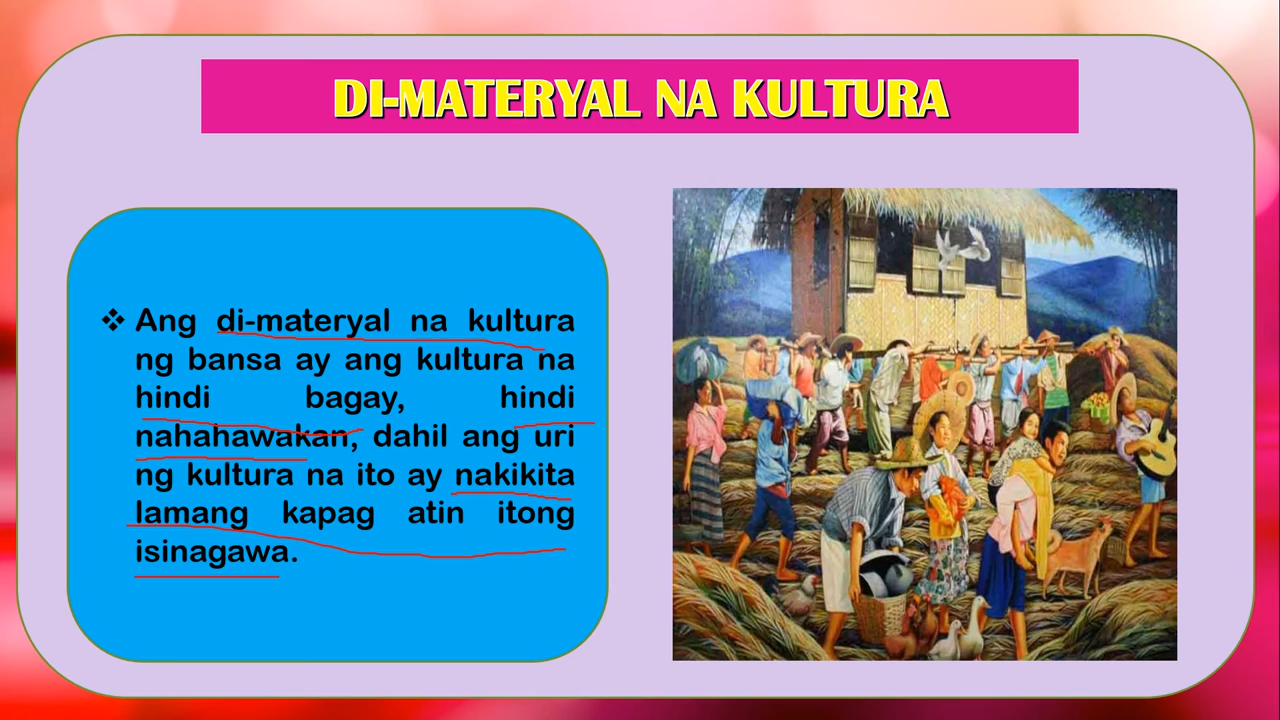 DI-MATERYAL NA KULTURA
❖ Ang di-materyal na kultura
ng bansa ay ang kultura na
hindi bagay, hindi
nahahawakan, dahil ang uri
ng kultura na ito ay nakikita
lamang kapag atin itong
isinagawa.